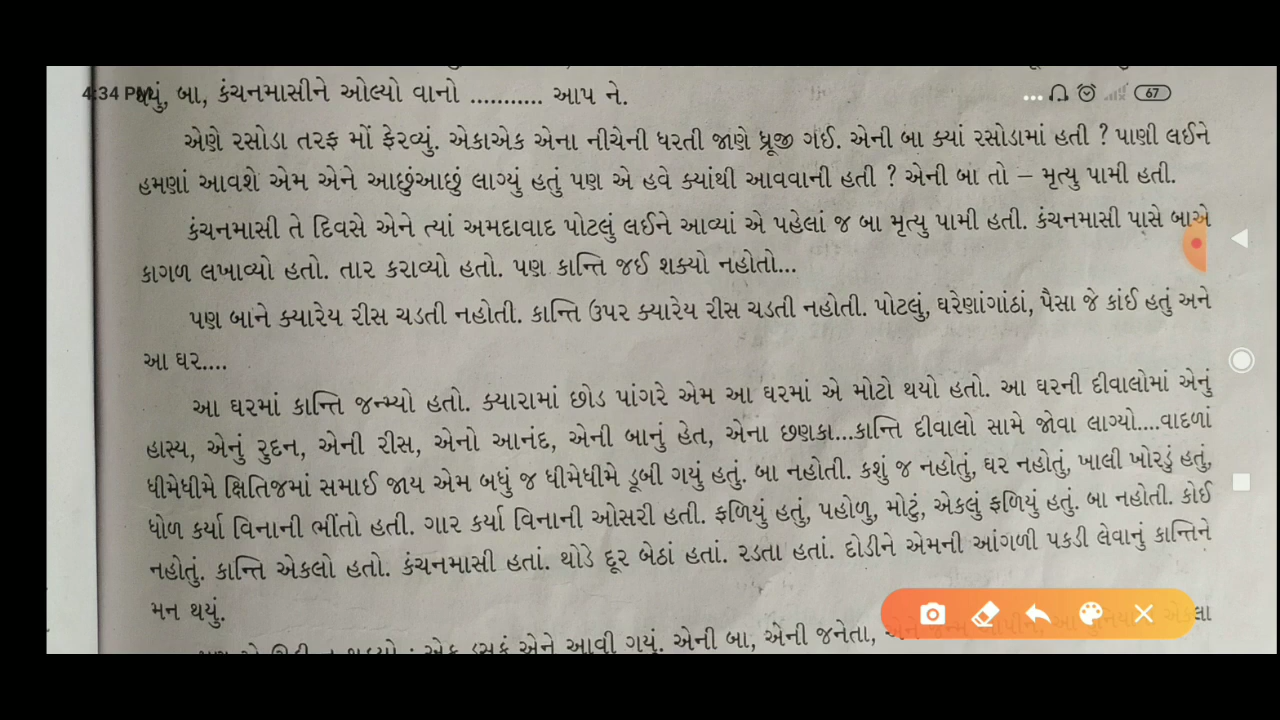 4:34 PM થયું, બા, કંચનમાસીને ઓલ્યો વાનો ........... આપ ને. 67
એણે રસોડા તરફ મોં ફેરવ્યું. એકાએક એના નીચેની ધરતી જાણે ધ્રૂજી ગઈ. એની બા ક્યાં રસોડામાં હતી ? પાણી લઈને
હમણાં આવશે એમ એને આછુંઆછું લાગ્યું હતું પણ એ હવે ક્યાંથી આવવાની હતી ? એની બા તો – મૃત્યુ પામી હતી.
કંચનમાસી તે દિવસે એને ત્યાં અમદાવાદ પોટલું લઈને આવ્યાં એ પહેલાં જ બા મૃત્યુ પામી હતી. કંચનમાસી પાસે બાએ
કાગળ લખાવ્યો હતો. તાર કરાવ્યો હતો. પણ કાન્તિ જઈ શક્યો નહોતો...
પણ બાને ક્યારેય રીસ ચડતી નહોતી. કાન્તિ ઉપર ક્યારેય રીસ ચડતી નહોતી. પોટલું, ઘરેણાંગાંઠાં, પૈસા જે કાંઈ હતું અને
આ ઘર....
આ ઘરમાં કાન્તિ જન્મ્યો હતો. ક્યારામાં છોડ પાંગરે એમ આ ઘરમાં એ મોટો થયો હતો. આ ઘરની દીવાલોમાં એનું
હાસ્ય, એનું રુદન, એની રીસ, એનો આનંદ, એની બાનું હેત, એના છણકા...કાન્તિ દીવાલો સામે જોવા લાગ્યો....વાદળાં
ધીમેધીમે ક્ષિતિજમાં સમાઈ જાય એમ બધું જ ધીમેધીમે ડૂબી ગયું હતું. બા નહોતી. કશું જ નહોતું, ઘર નહોતું, ખાલી ખોરડું હતું,
ધોળ કર્યા વિનાની ભીંતો હતી. ગાર કર્યા વિનાની ઓસરી હતી. ફળિયું હતું, પહોળુ, મોટું, એકલું ફળિયું હતું. બા નહોતી. કોઈ
નહોતું. કાન્તિ એકલો હતો. કંચનમાસી હતાં. થોડે દૂર બેઠાં હતાં. રડતા હતાં. દોડીને એમની આંગળી પકડી લેવાનું કાન્તિને
મન થયું.
એને આવી ગયું. એની બા, એની જનેતા,